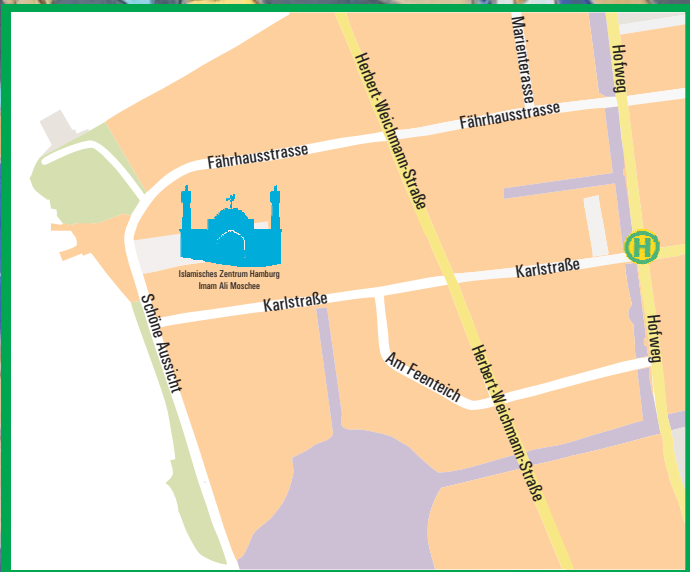 Marienterasse
Hofweg
Herbert-Weichmann-Straße
Fährhausstrasse
Fährhausstrasse
Islamisches Zentrum Hamburg
Imam Ali Moschee
H
Karlstraße
Karlstraße
Schöne Aussicht
Hofweg
Am Feenteich
Herbert-Weichmann-Straße